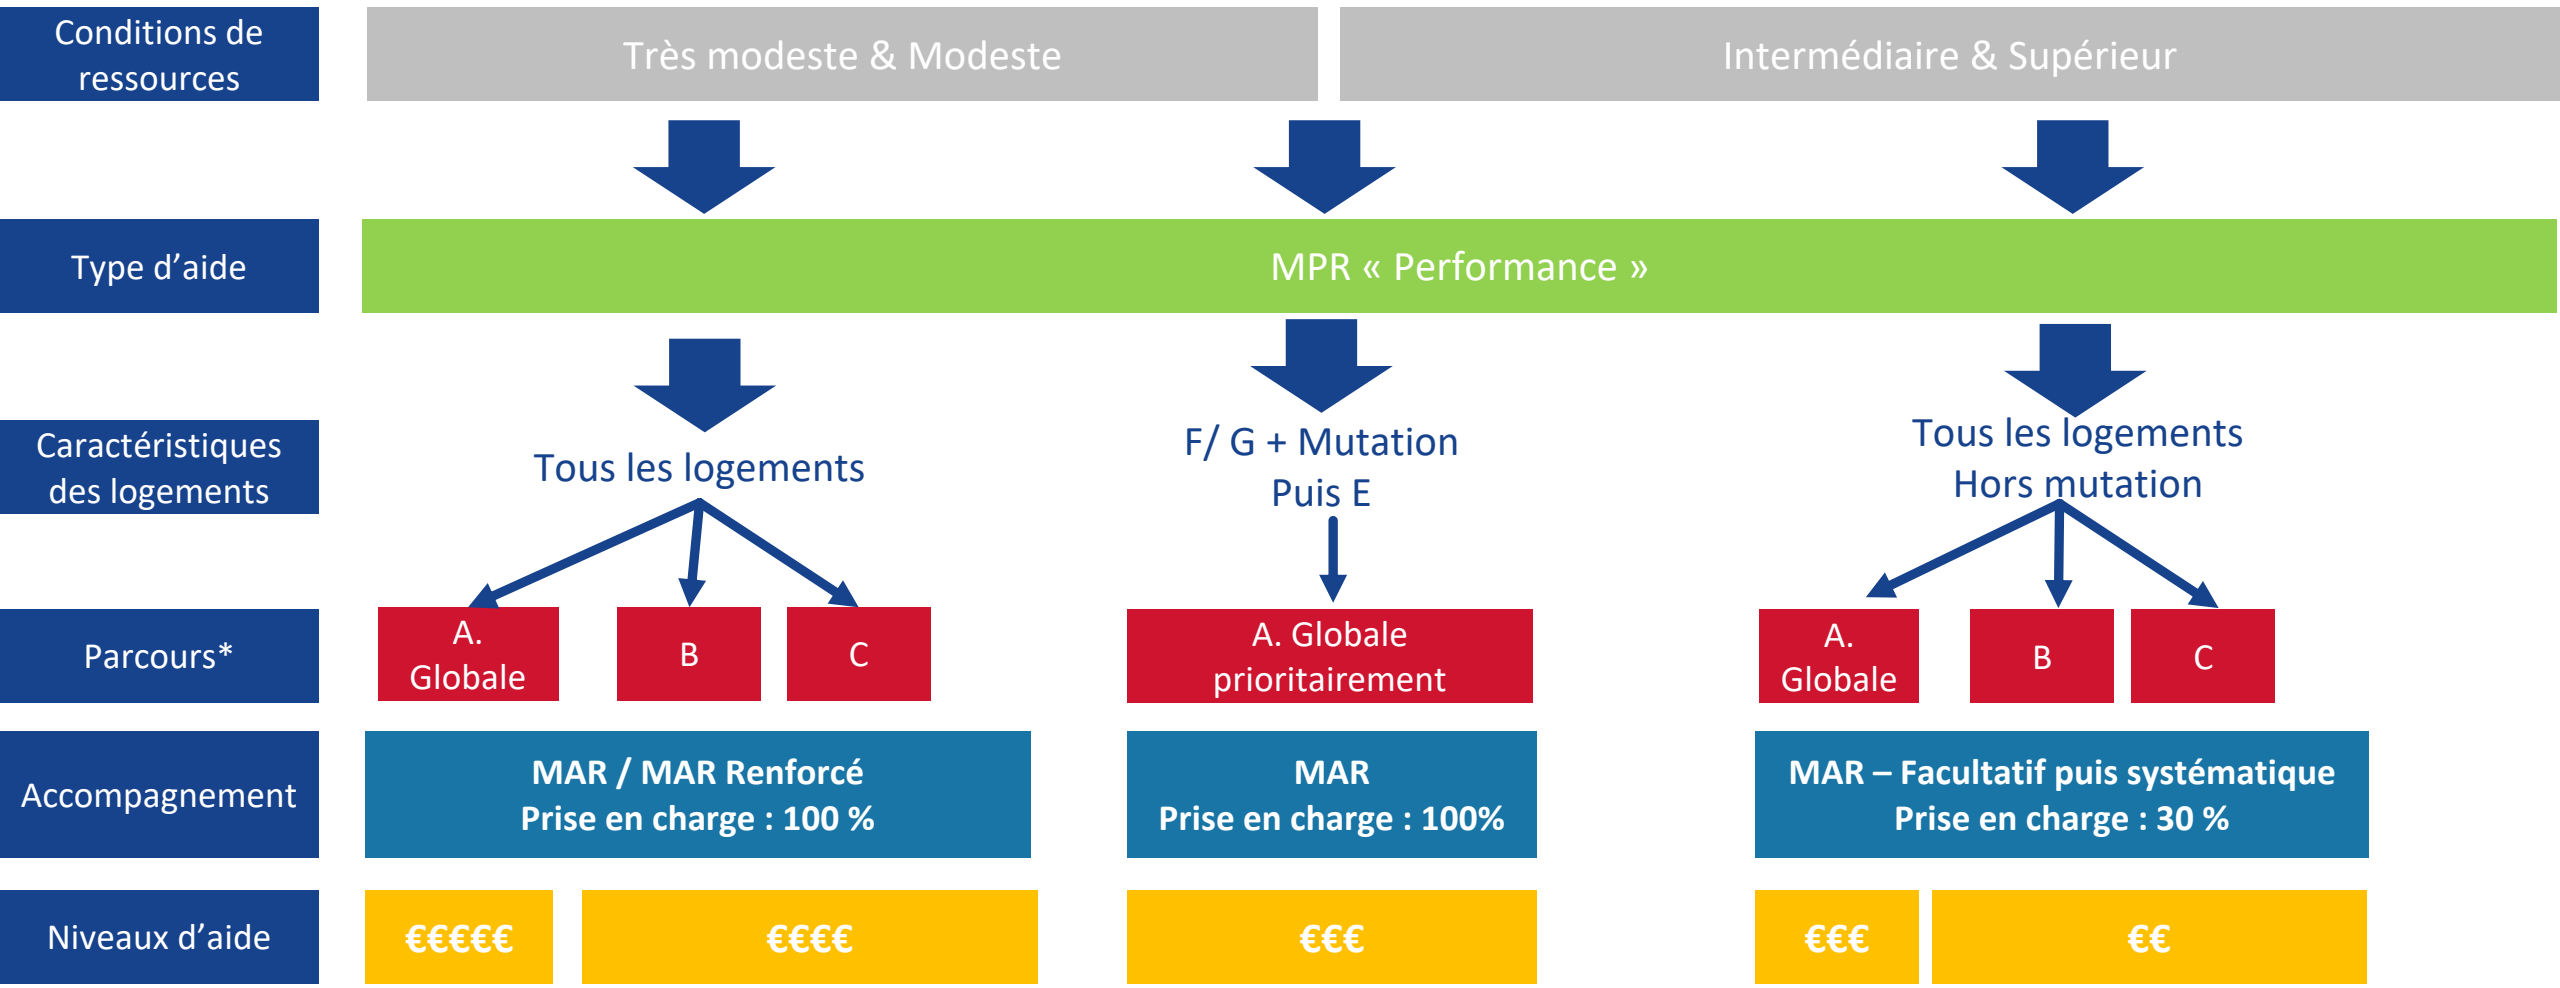 Conditions de
ressources
Très modeste & Modeste
Intermédiaire & Supérieur
Type d’aide
MPR « Performance »
Caractéristiques
des logements
Tous les logements
F/ G + Mutation
Puis E
Tous les logements
Hors mutation
Parcours*
A.
Globale
B
C
A. Globale
prioritairement
A.
Globale
B
C
Accompagnement
MAR / MAR Renforcé
Prise en charge : 100 %
MAR
Prise en charge : 100%
MAR – Facultatif puis systématique
Prise en charge : 30 %
Niveaux d’aide
€€€€€
€€€€
€€€
€€€
€€